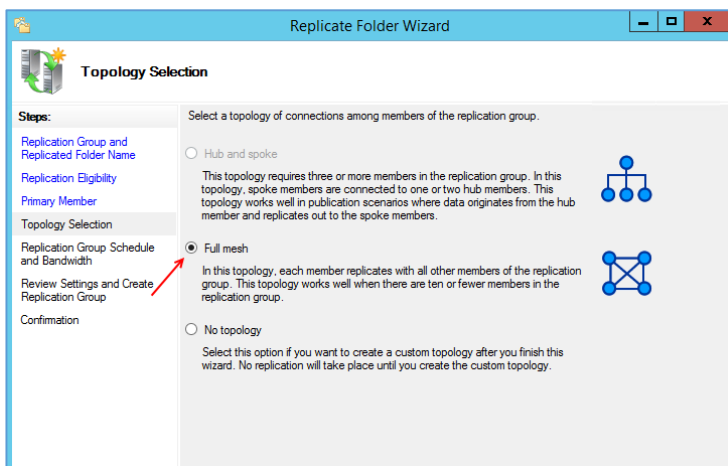 Replicate Folder Wizard
Topology Selection
Steps:
Replication Group and
Replicated Folder Name
Replication Eligibility
Primary Member
Topology Selection
Replication Group Schedule
and Bandwidth
Review Settings and Create
Replication Group
Confirmation
Select a topology of connections among members of the replication group.
Hub and spoke
This topology requires three or more members in the replication group. In this
topology, spoke members are connected to one or two hub members. This
topology works well in publication scenarios where data originates from the hub
member and replicates out to the spoke members.
Full mesh
In this topology, each member replicates with all other members of the replication
group. This topology works well when there are ten or fewer members in the
replication group.
No topology
Select this option if you want to create a custom topology after you finish this
wizard. No replication will take place until you create the custom topology.